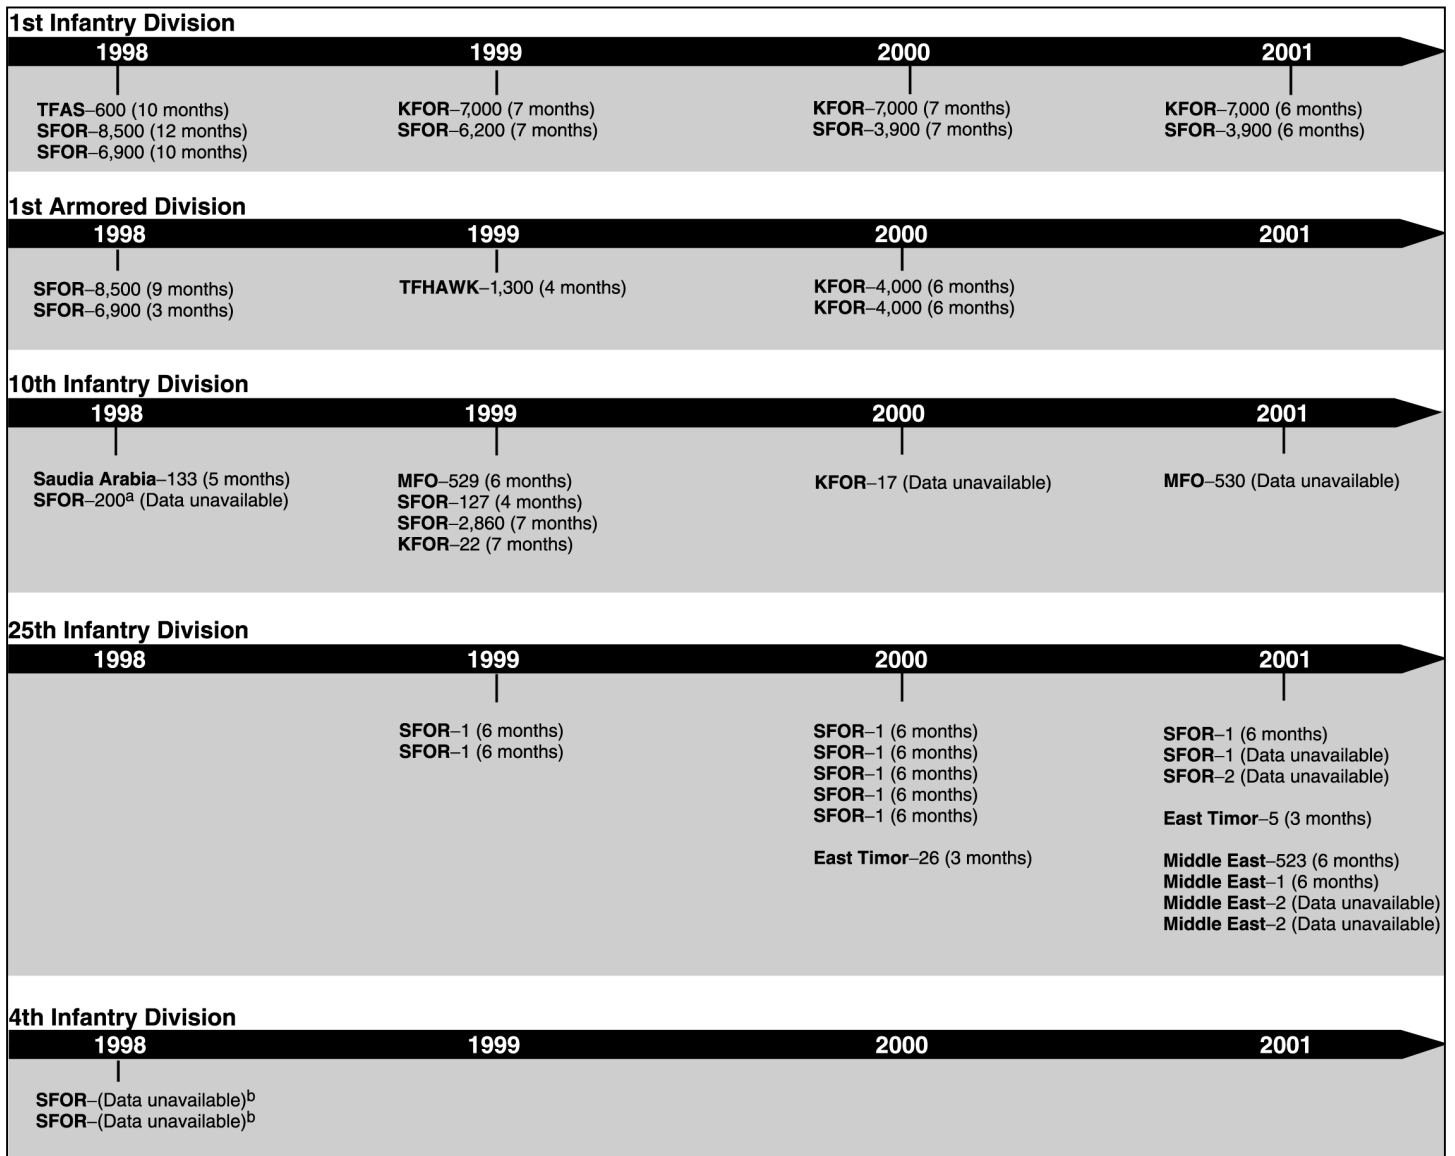 1st Infantry Division
1998 1999 2000 2001
TFAS–600 (10 months)
SFOR–8,500 (12 months)
SFOR–6,900 (10 months)
KFOR–7,000 (7 months)
SFOR–6,200 (7 months)
KFOR–7,000 (7 months)
SFOR–3,900 (7 months)
KFOR–7,000 (6 months)
SFOR–3,900 (6 months)
1st Armored Division
1998 1999 2000 2001
SFOR–8,500 (9 months)
SFOR–6,900 (3 months)
TFHAWK–1,300 (4 months)
KFOR–4,000 (6 months)
KFOR–4,000 (6 months)
10th Infantry Division
1998 1999 2000 2001
Saudia Arabia–133 (5 months)
SFOR–200a (Data unavailable)
MFO–529 (6 months)
SFOR–127 (4 months)
SFOR–2,860 (7 months)
KFOR–22 (7 months)
KFOR–17 (Data unavailable)
MFO–530 (Data unavailable)
25th Infantry Division
1998 1999 2000 2001
SFOR–1 (6 months)
SFOR–1 (6 months)
SFOR–1 (6 months)
SFOR–1 (6 months)
SFOR–1 (6 months)
SFOR–1 (6 months)
SFOR–1 (6 months)
East Timor–26 (3 months)
SFOR–1 (6 months)
SFOR–1 (Data unavailable)
SFOR–2 (Data unavailable)
East Timor–5 (3 months)
Middle East–523 (6 months)
Middle East–1 (6 months)
Middle East–2 (Data unavailable)
Middle East–2 (Data unavailable)
4th Infantry Division
1998 1999 2000 2001
SFOR–(Data unavailable)b
SFOR–(Data unavailable)b